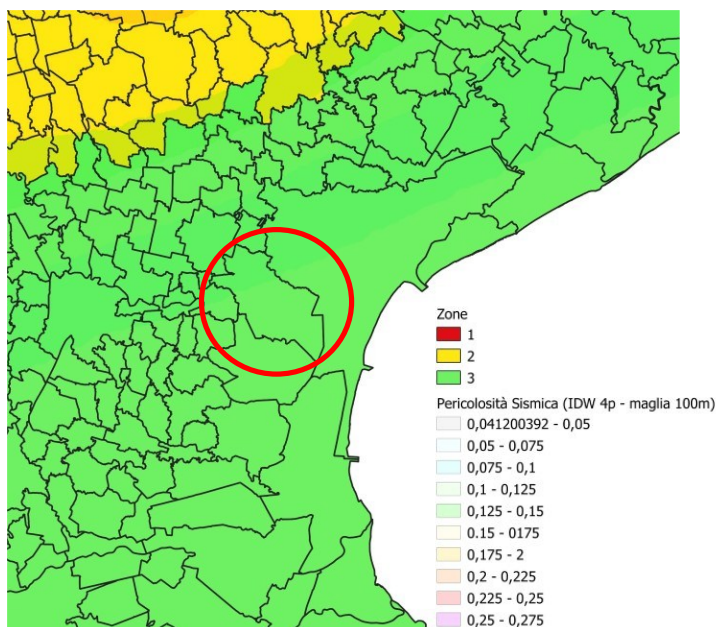 Zone
1
2
3
Pericolosità Sismica (IDW 4p - maglia 100m)
0,041200392 - 0,05
0,05 - 0,075
0,075 - 0,1
0,1 - 0,125
0,125 - 0,15
0.15 - 0175
0,175 - 2
0,2 - 0,225
0,225 - 0,25
0,25 - 0,275